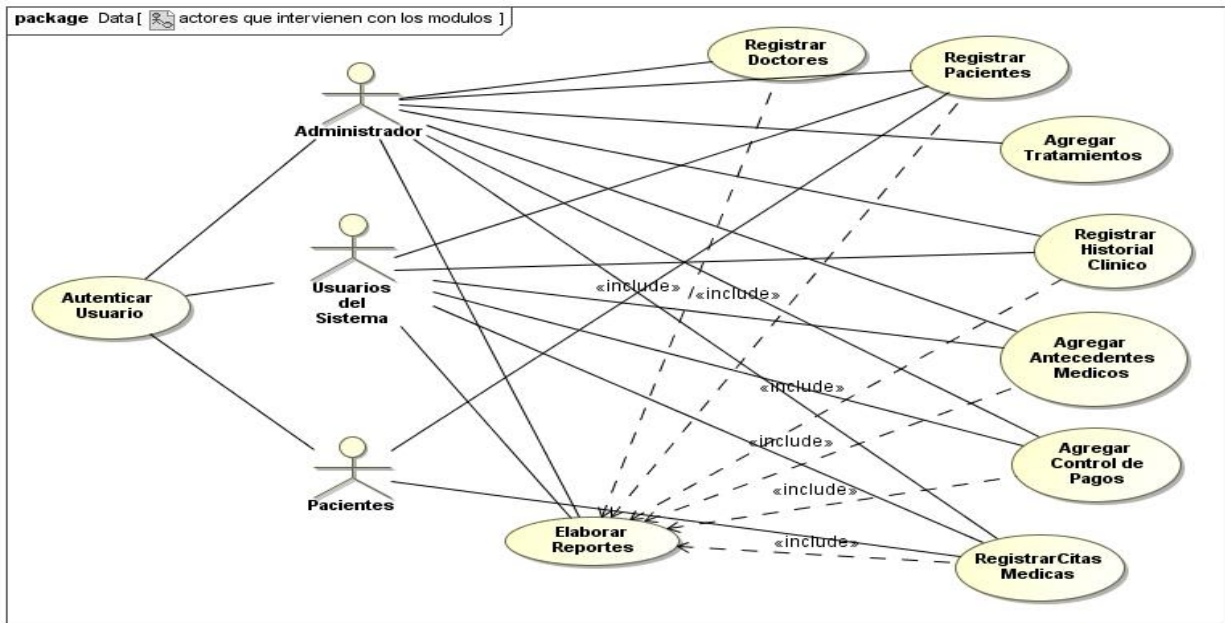 package Data [ actores que intervienen con los modulos ]
Registrar
Doctores
Registrar
Pacientes
Administrador
Agregar
Tratamientos
Registrar
Historial
Clinico
Usuarios
del
Sistema
Autenticar
Usuario
«include»
«include»
Agregar
Antecedentes
Medicos
«include»
«include»
Agregar
Control de
Pagos
Pacientes
«include»
Elaborar
Reportes
«include»
RegistrarCitas
Medicas